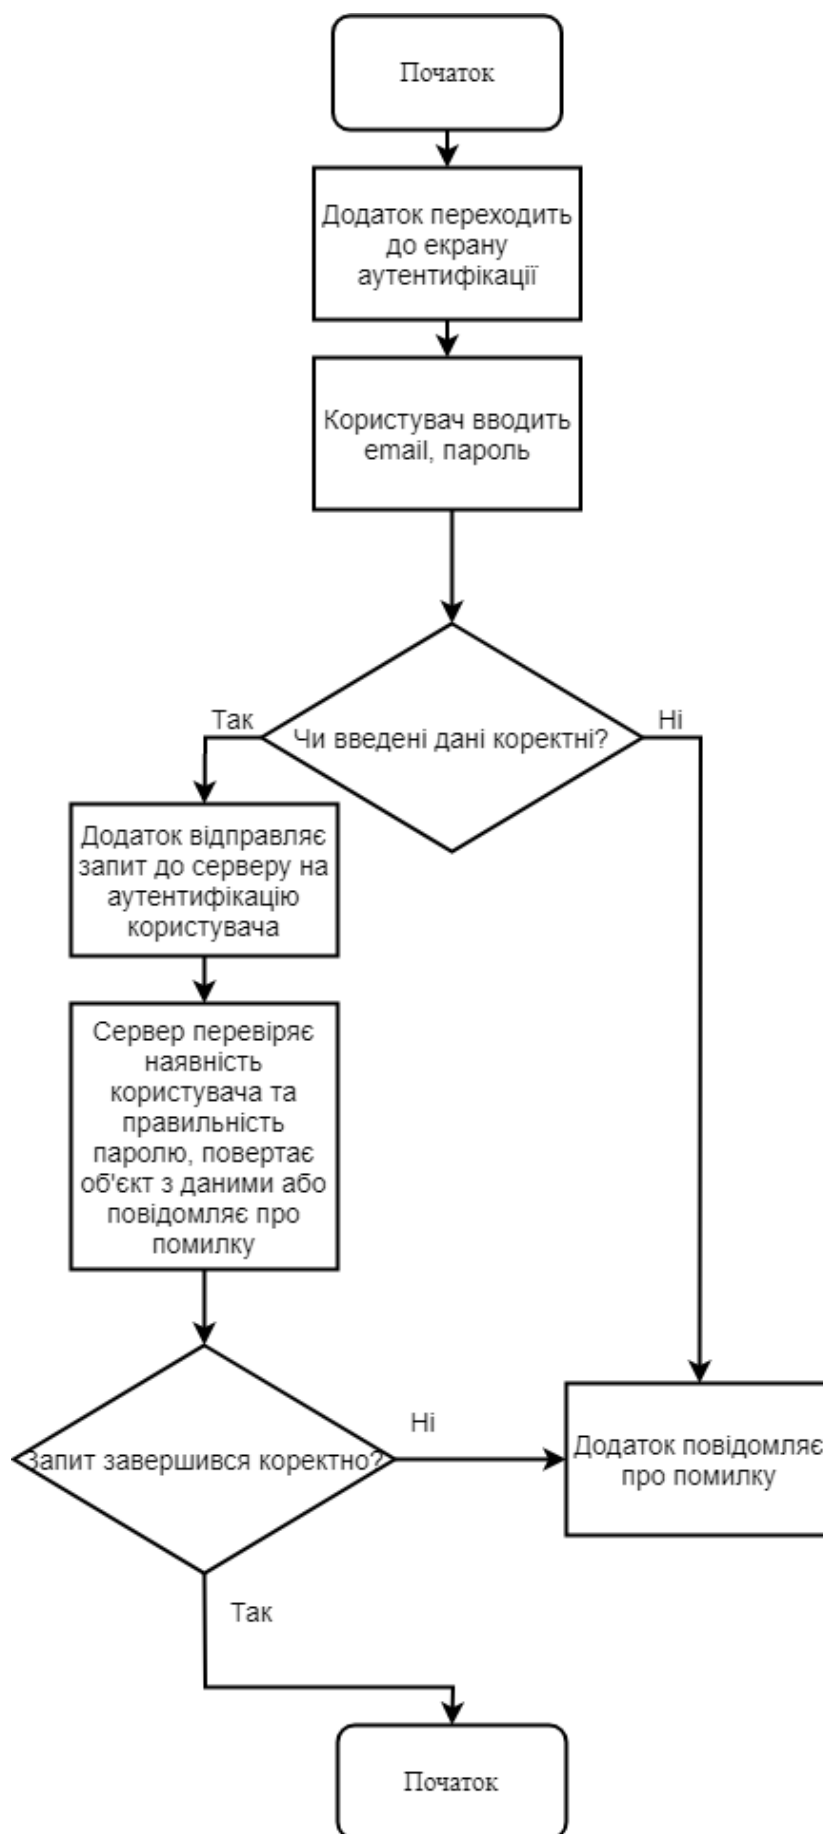 Початок
Додаток переходить
до екрану
аутентифікації
Користувач вводить
email, пароль
Так
Ні
Чи введені дані коректні?
Додаток відправляє
запит до серверу на
аутентифікацію
користувача
Сервер перевіряє
наявність
користувача та
правильність
паролю, повертає
об'єкт з даними або
повідомляє про
помилку
Ні
Запит завершився коректно?
Додаток повідомляє
про помилку
Так
Початок